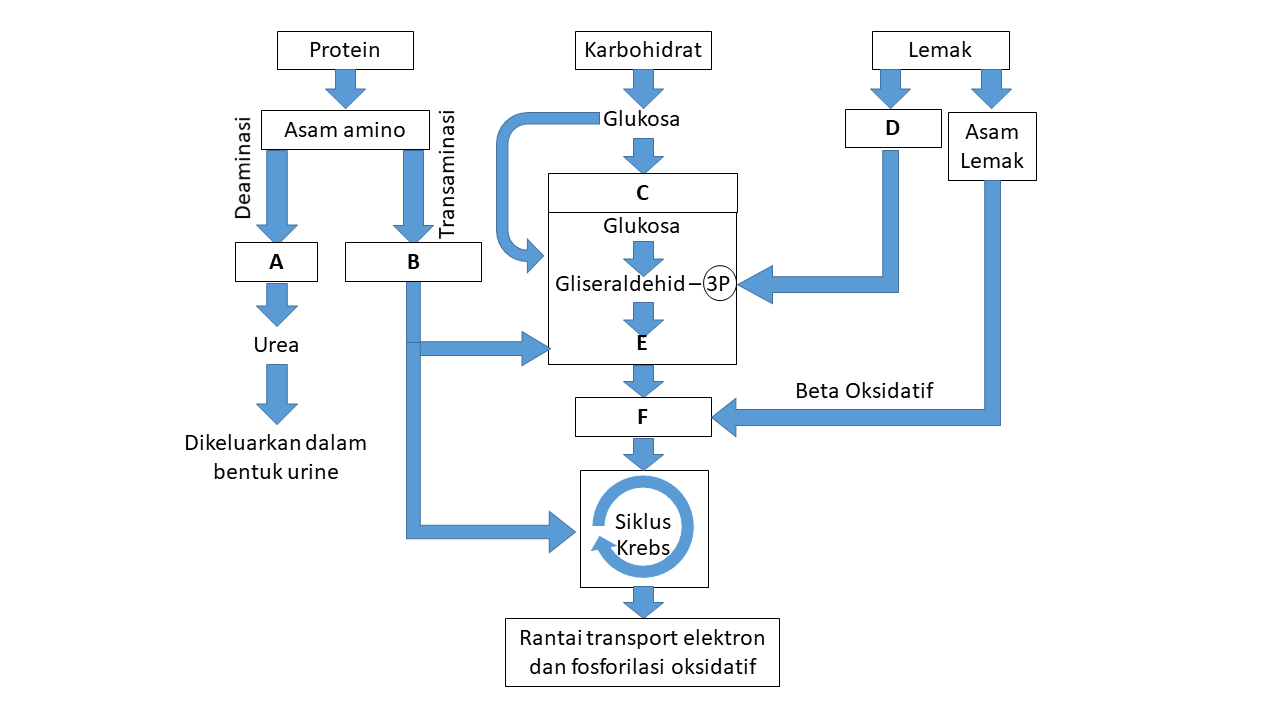 Protein
Karbohidrat
Lemak
Deaminasi
Asam amino
Transaminasi
Glukosa
D
Asam
Lemak
C
Glukosa
A
B
Gliseraldehid – 3P
Urea
E
Beta Oksidatif
F
Dikeluarkan dalam
bentuk urine
Siklus
Krebs
Rantai transport elektron
dan fosforilasi oksidatif